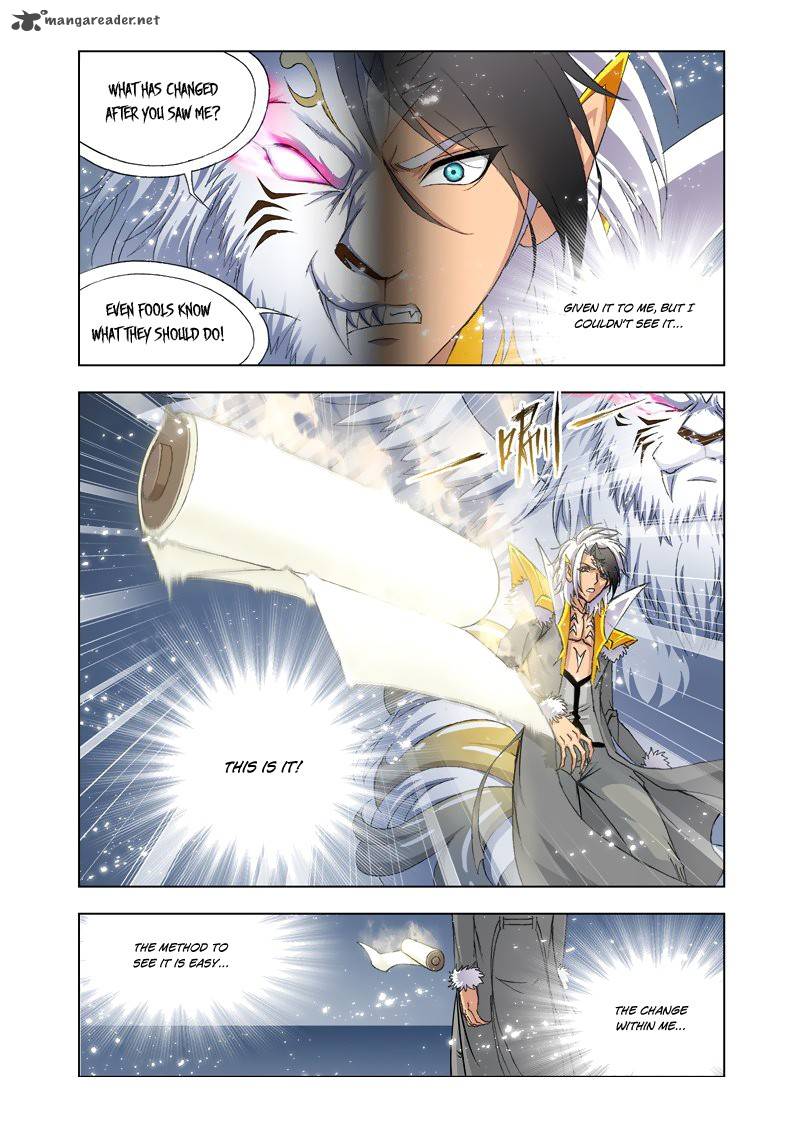 mangareader.net
WHAT HAS CHANGED
AFTER YOU SAW ME?
EVEN FOOLS KNOW
WHAT THEY SHOULD DO!
GIVEN IT TO ME, BUT I
COULDN'T SEE IT...
THIS IS IT!
THE METHOD TO
SEE IT IS EASY...
THE CHANGE
WITHIN ME...